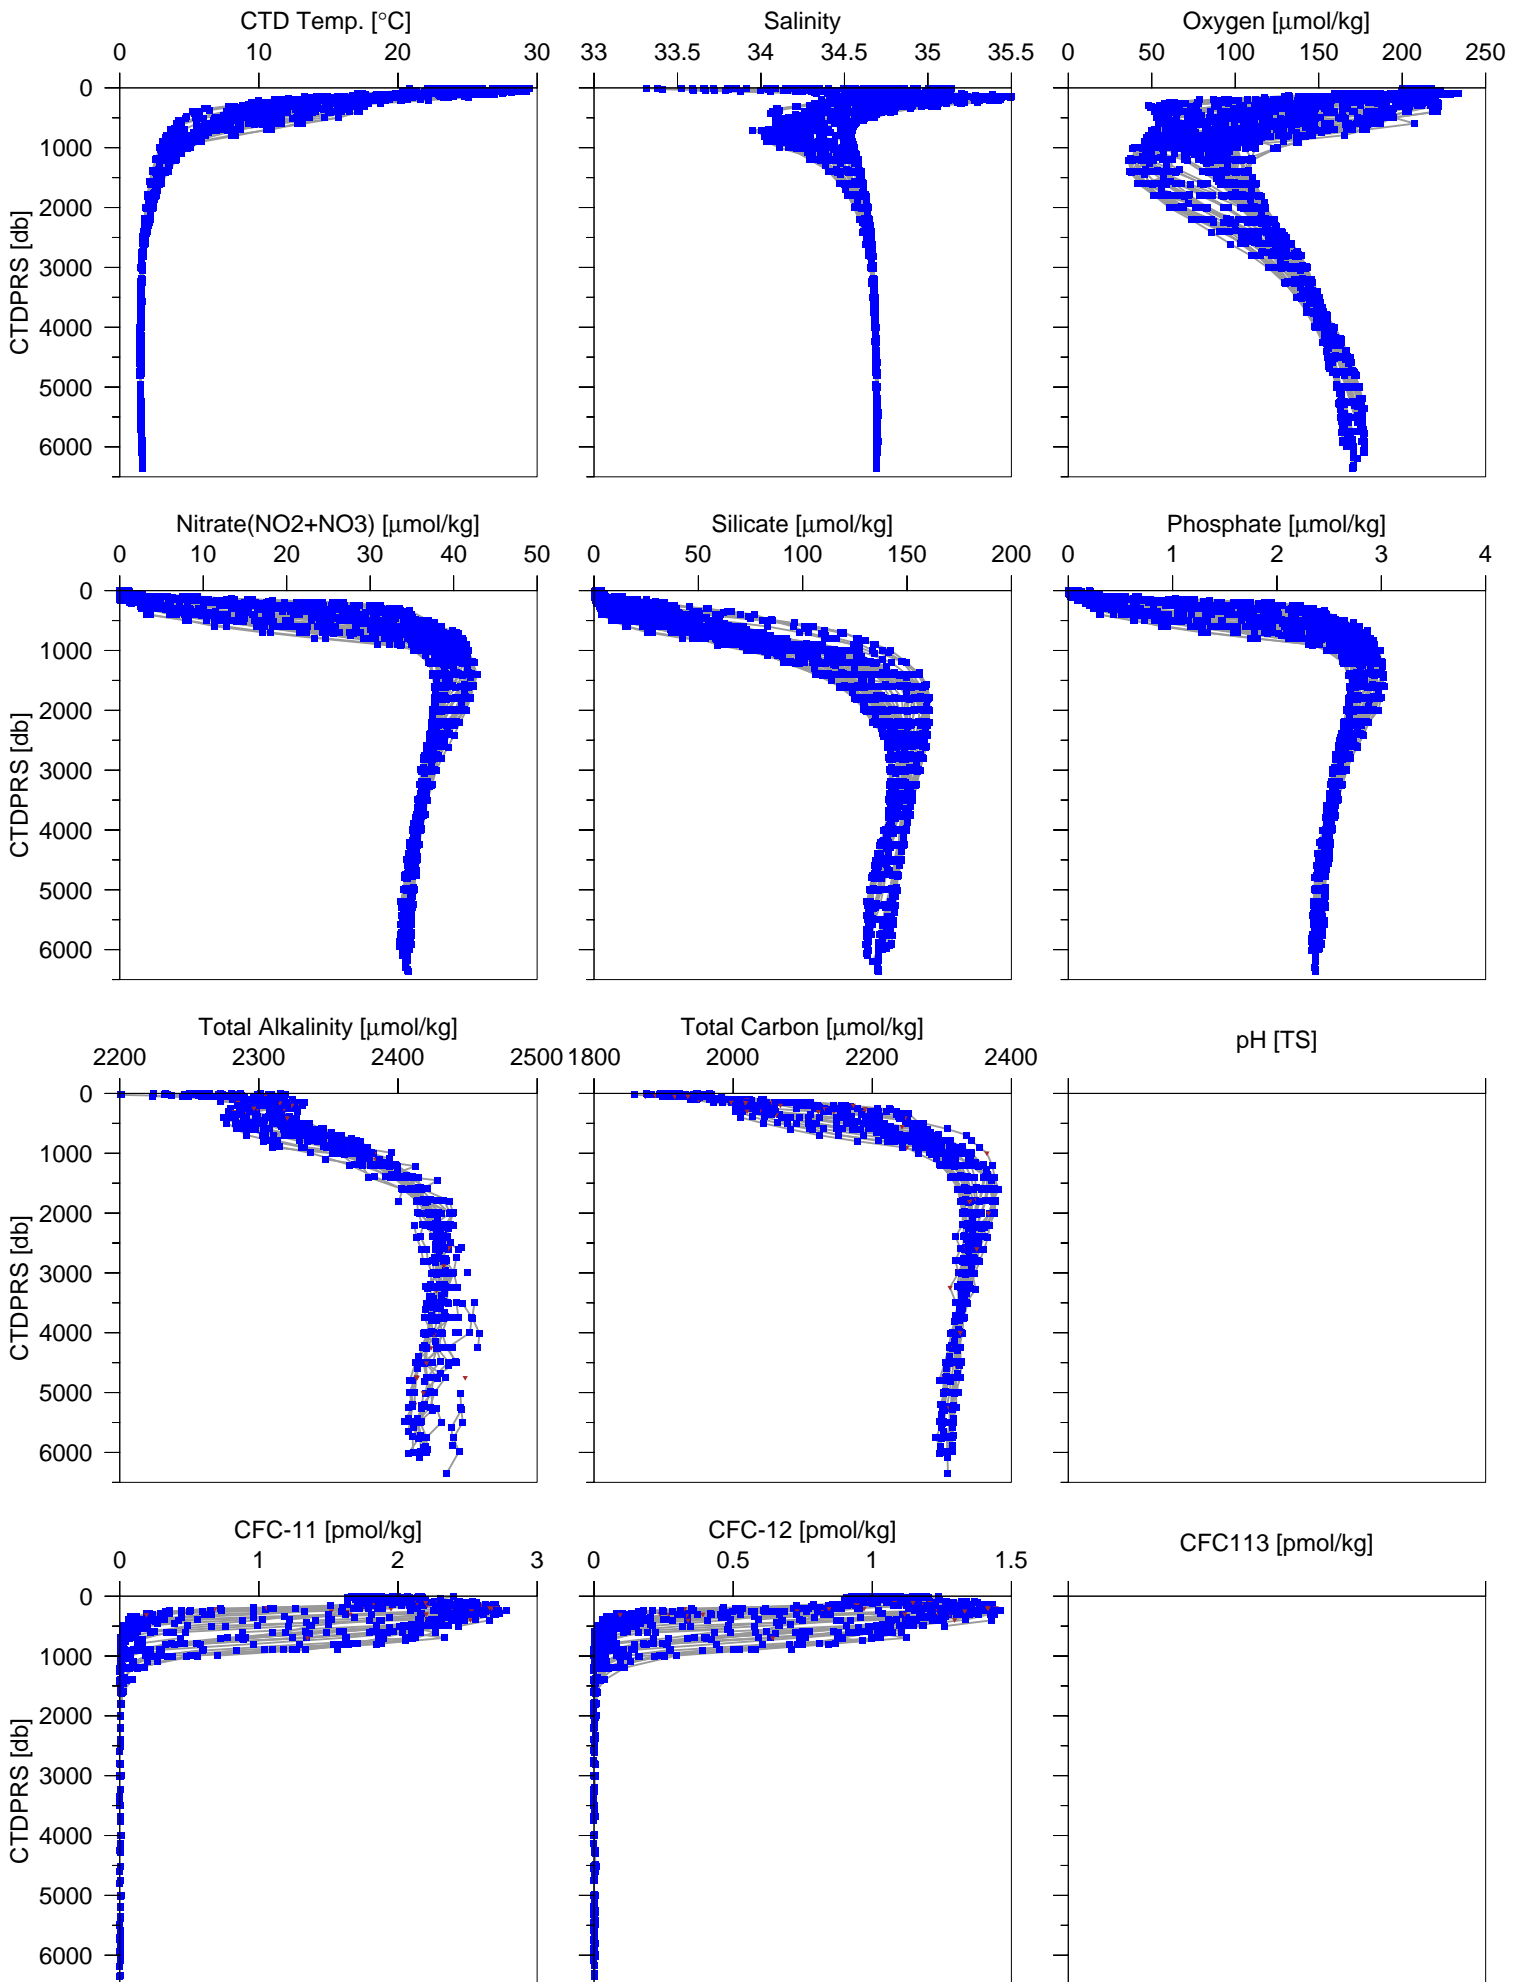 CTD Temp. [°C] Salinity Oxygen [μmol/kg]
0 10 20 30 33 33.5 34 34.5 35 35.5 0 50 100 150 200 250
0
1000
2000
3000
4000
5000
6000
CTDPRS [db]
Nitrate(NO2+NO3) [μmol/kg] Silicate [μmol/kg] Phosphate [μmol/kg]
0 10 20 30 40 50 0 50 100 150 200 0 1 2 3 4
0
1000
2000
3000
4000
5000
6000
CTDPRS [db]
Total Alkalinity [μmol/kg] Total Carbon [μmol/kg] pH [TS]
2200 2300 2400 2500 1800 2000 2200 2400
0
1000
2000
3000
4000
5000
6000
CTDPRS [db]
CFC-11 [pmol/kg] CFC-12 [pmol/kg] CFC113 [pmol/kg]
0 1 2 3 0 0.5 1 1.5
0
1000
2000
3000
4000
5000
6000
CTDPRS [db]